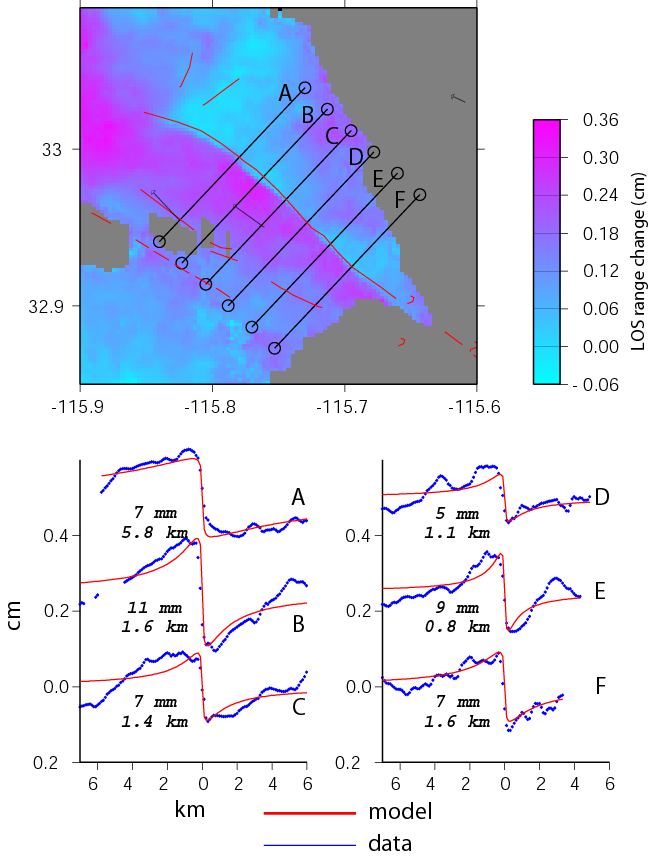 A
B
C
D
E
F
33
32.9
-115.9
-115.8
-115.7
-115.6
0.36
0.30
0.24
0.18
0.12
0.06
0.00
- 0.06
LOS range change (cm)
A
7 mm
5.8 km
0.4
11 mm
1.6 km
B
0.2
cm
7 mm
1.4 km
C
0.0
0.2
6
4
2
0
2
4
6
km
D
5 mm
1.1 km
0.4
E
9 mm
0.8 km
0.2
F
7 mm
1.6 km
0.0
0.2
6
4
2
0
2
4
6
model
data